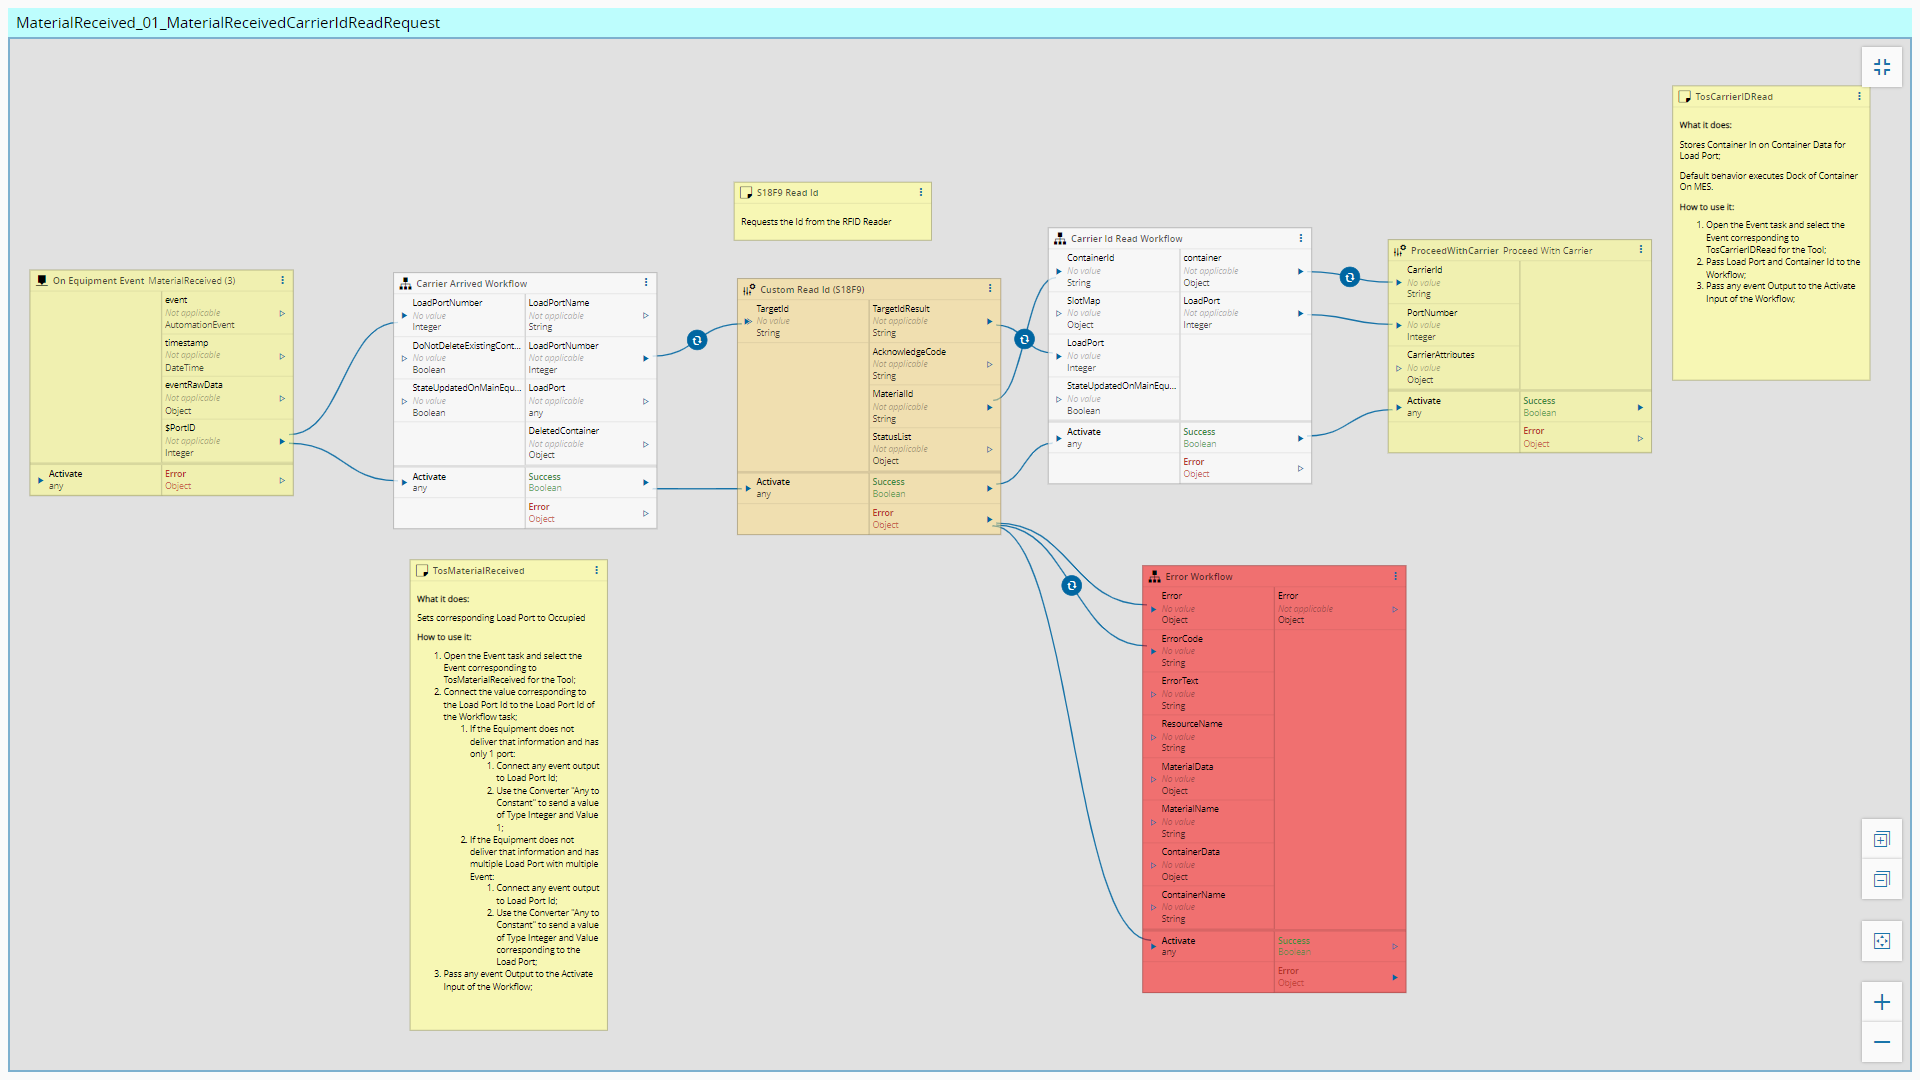 MaterialReceived_01_MaterialReceivedCarrierIdReadRequest
On Equipment Event MaterialReceived (3)
event
Not applicable
AutomationEvent
timestamp
Not applicable
DateTime
eventRawData
Not applicable
Object
$PortID
Not applicable
Integer
Activate
any
Error
Object
Carrier Arrived Workflow
LoadPortNumber
No value
Integer
DoNotDeleteExistingCont...
No value
Boolean
StateUpdatedOnMainEqu...
No value
Boolean
LoadPortName
Not applicable
String
LoadPortNumber
Not applicable
Integer
LoadPort
Not applicable
any
DeletedContainer
Not applicable
Object
Activate
any
Success
Boolean
Error
Object
TosMaterialReceived
What it does:
Sets corresponding Load Port to Occupied
How to use it:
1. Open the Event task and select the
Event corresponding to
TosMaterialReceived for the Tool;
2. Connect the value corresponding to
the Load Port Id to the Load Port Id of
the Workflow task;
1. If the Equipment does not
deliver that information and has
only 1 port:
1. Connect any event output
to Load Port Id;
2. Use the Converter "Any to
Constant" to send a value
of Type Integer and Value
1;
2. If the Equipment does not
deliver that information and has
multiple Load Port with multiple
Event:
1. Connect any event output
to Load Port Id;
2. Use the Converter "Any to
Constant" to send a value
of Type Integer and Value
corresponding to the
Load Port;
3. Pass any event Output to the Activate
Input of the Workflow;
S18F9 Read Id
Requests the Id from the RFID Reader
Custom Read Id (S18F9)
TargetId
No value
String
TargetIdResult
Not applicable
String
AcknowledgeCode
Not applicable
String
MaterialId
Not applicable
String
StatusList
Not applicable
Object
Activate
any
Success
Boolean
Error
Object
Carrier Id Read Workflow
ContainerId
No value
String
SlotMap
No value
Object
LoadPort
No value
Integer
StateUpdatedOnMainEqu...
No value
Boolean
container
Not applicable
Object
LoadPort
Not applicable
Integer
Activate
any
Success
Boolean
Error
Object
ProceedWithCarrier Proceed With Carrier
CarrierId
No value
String
PortNumber
No value
Integer
CarrierAttributes
No value
Object
Activate
any
Success
Boolean
Error
Object
TosCarrierIDRead
What it does:
Stores Container In on Container Data for
Load Port;
Default behavior executes Dock of Container
On MES.
How to use it:
1. Open the Event task and select the
Event corresponding to
TosCarrierIDRead for the Tool;
2. Pass Load Port and Container Id to the
Workflow;
3. Pass any event Output to the Activate
Input of the Workflow;
Error Workflow
Error
No value
Object
ErrorCode
No value
String
ErrorText
No value
String
ResourceName
No value
String
MaterialData
No value
Object
MaterialName
No value
String
ContainerData
No value
Object
ContainerName
No value
String
Error
Not applicable
Object
Activate
any
Success
Boolean
Error
Object